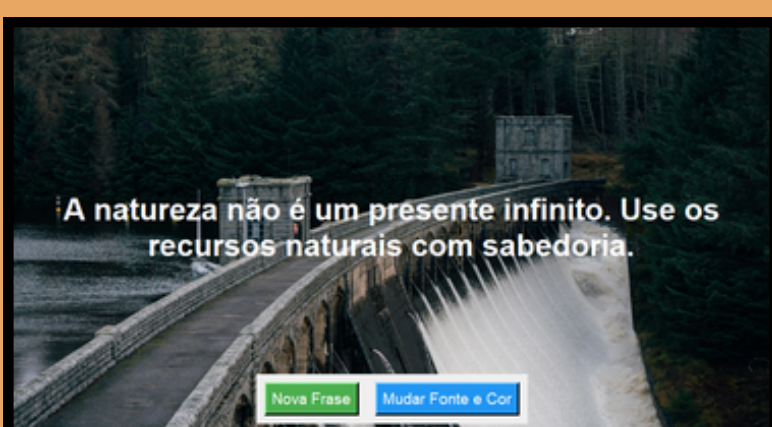 A natureza não é um presente infinito. Use os
recursos naturais com sabedoria.
Nova Frase Mudar Fonte e Cor